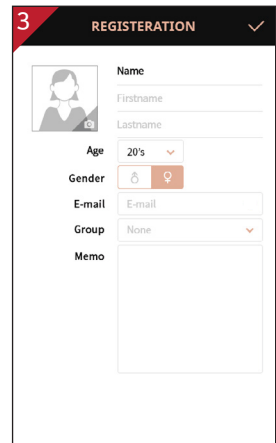 3
REGISTERATION
Name
Firstname
Lastname
Age 20's
Gender
E-mail E-mail
Group None
Memo